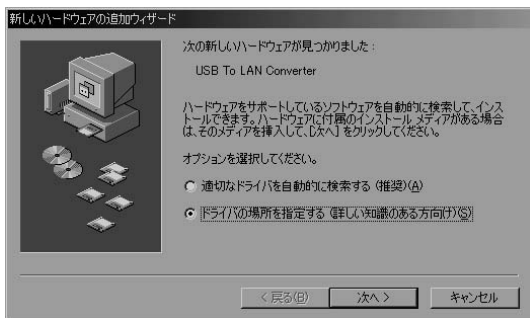 新しいハードウェアの追加ウィザード
次の新しいハードウェアが見つかりました:
USB To LAN Converter
ハードウェアをサポートしているソフトウェアを自動的に検索して、インス
トールできます。ハードウェアに付属のインストール メディアがある場合
は、そのメディアを挿入して、[次へ] をクリックしてください。
オプションを選択してください。
適切なドライバを自動的に検索する (推奨)(A)
ドライバの場所を指定する (詳しい知識のある方向け)(S)
< 戻る(B)
次へ >
キャンセル